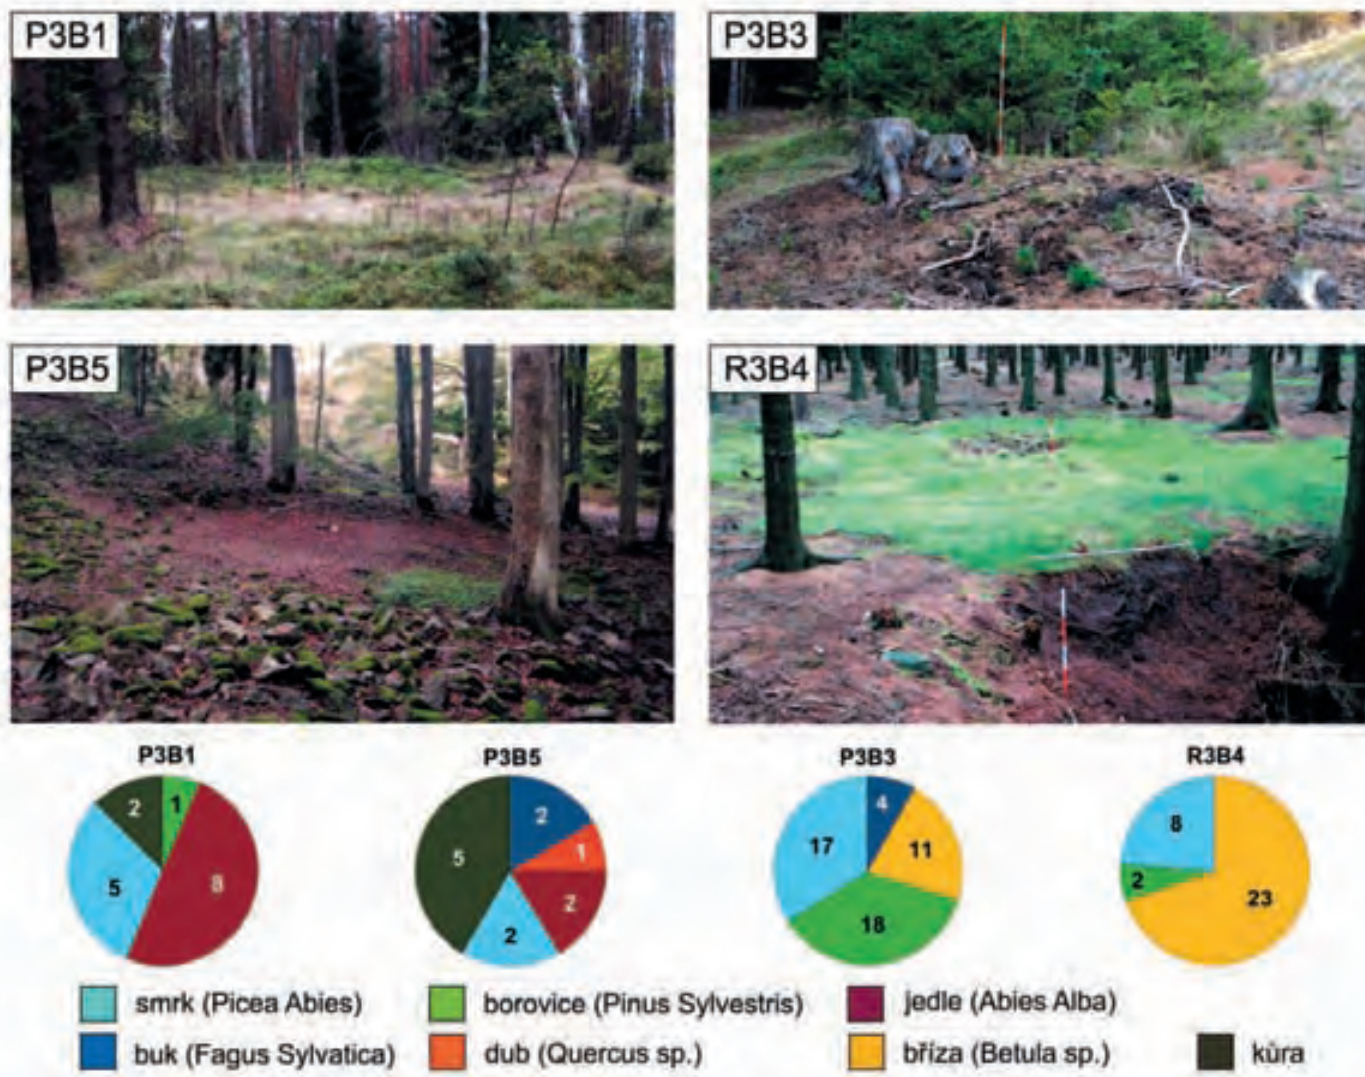 P3B1
P3B3
P3B5
R3B4
P3B1
P3B5
P3B3
R3B4
2
1
5
8
5
2
1
2
2
17
4
11
18
8
2
23
smrk (Picea Abies)
borovice (Pinus Sylvestris)
jedle (Abies Alba)
buk (Fagus Sylvatica)
dub (Quercus sp.)
bříza (Betula sp.)
kůra